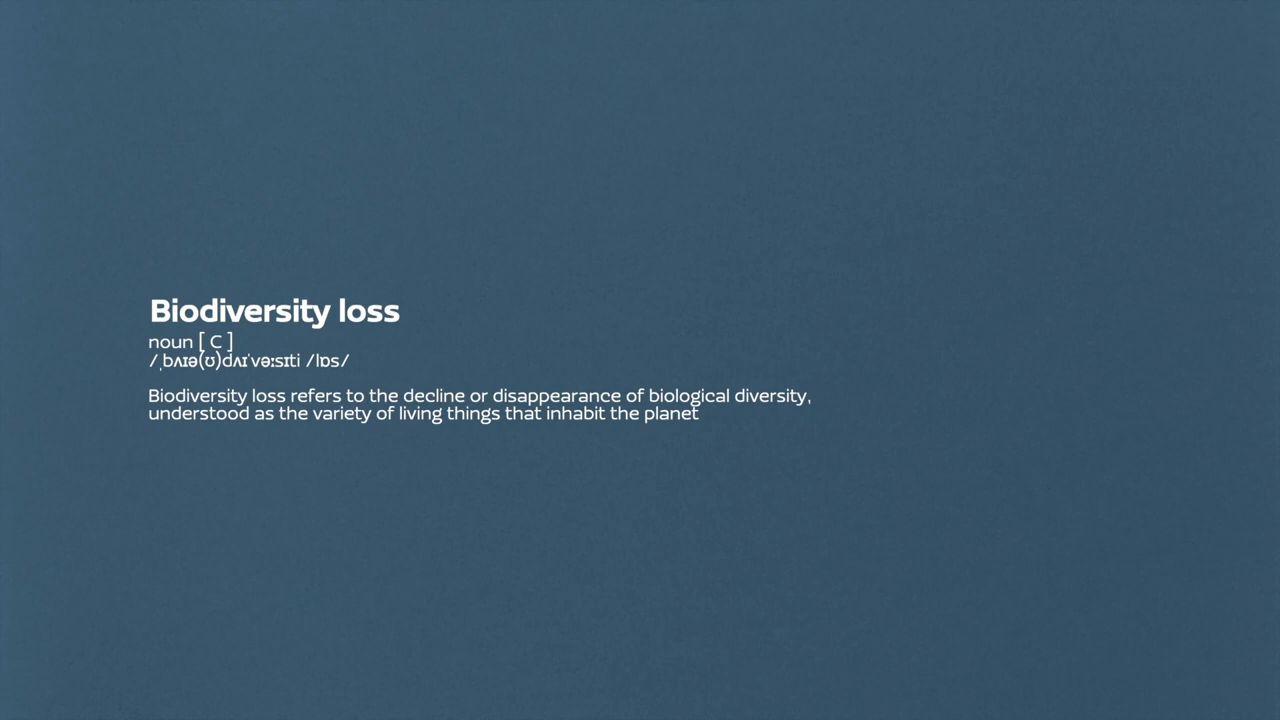 Biodiversity loss
noun [ C ]
/ˌbʌɪə(ʊ)dʌɪˈvəːsɪti /lɒs/
Biodiversity loss refers to the decline or disappearance of biological diversity,
understood as the variety of living things that inhabit the planet